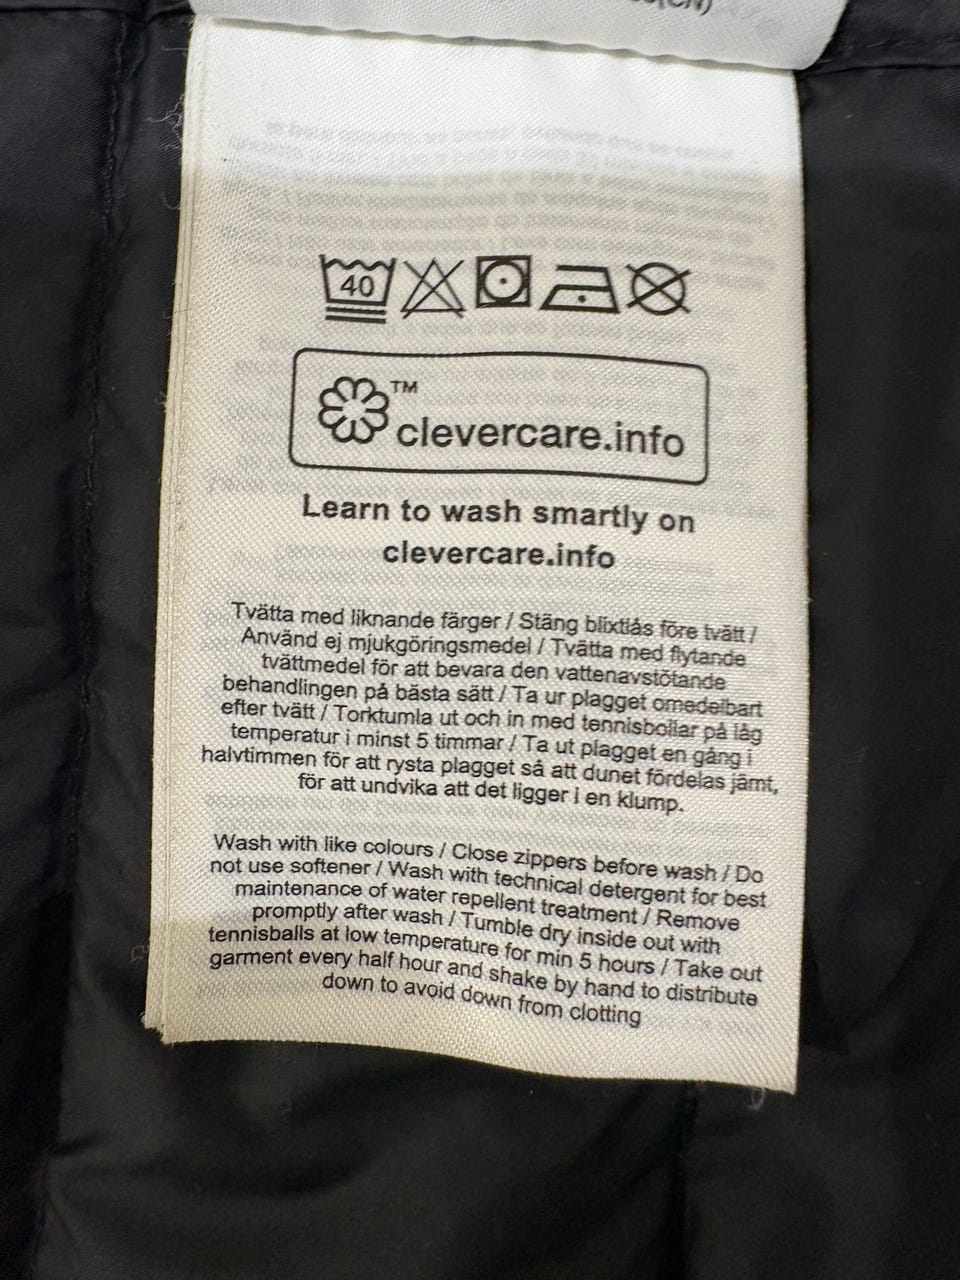 (CN)
40
TM
clevercare.info
Learn to wash smartly on
clevercare.info
Tvätta med liknande färger / Stäng blixtlås före tvätt /
Använd ej mjukgöringsmedel / Tvätta med flytande
tvättmedel för att bevara den vattenavstötande
behandlingen på bästa sätt / Ta ur plagget omedelbart
efter tvätt / Torktumla ut och in med tennisbollar på låg
temperatur i minst 5 timmar / Ta ut plagget en gång i
halvtimmen för att rysta plagget så att dunet fördelas jämt,
för att undvika att det ligger i en klump.
Wash with like colours / Close zippers before wash / Do
not use softener / Wash with technical detergent for best
maintenance of water repellent treatment / Remove
promptly after wash / Tumble dry inside out with
tennisballs at low temperature for min 5 hours / Take out
garment every half hour and shake by hand to distribute
down to avoid down from clotting